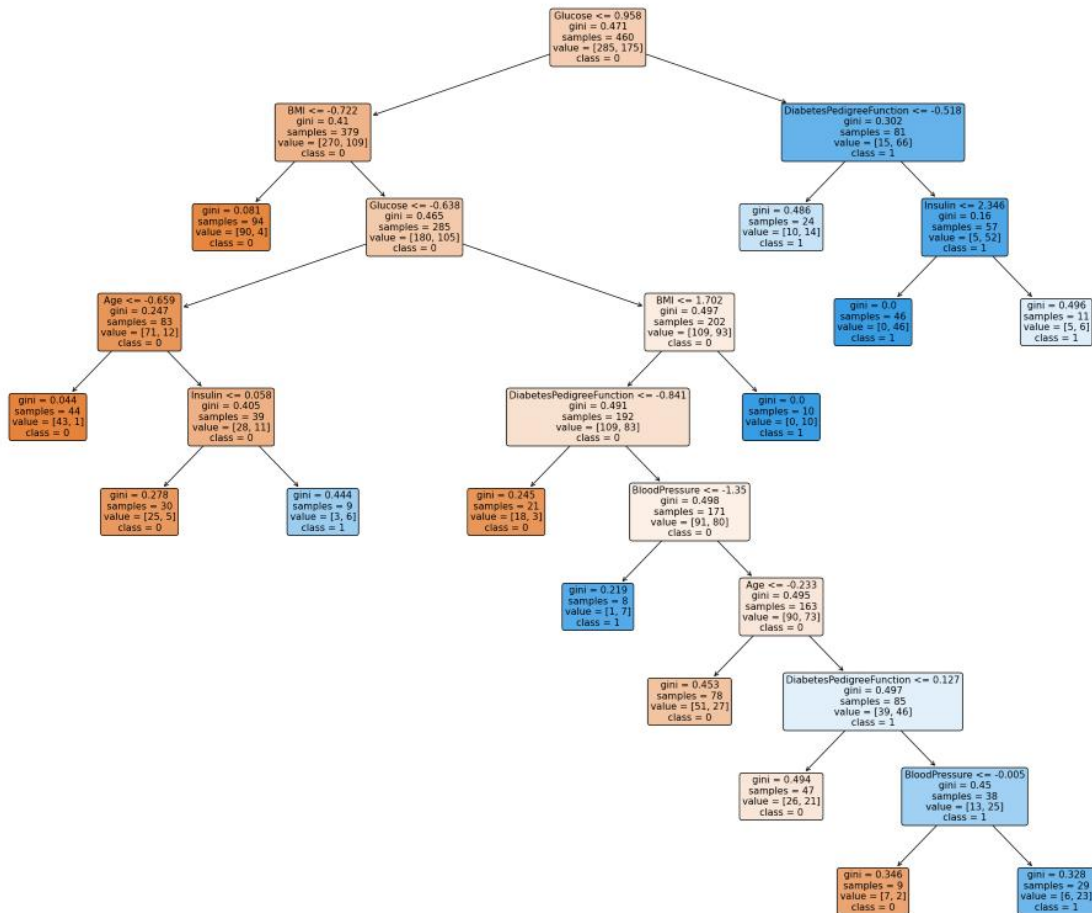 Glucose <= 0.958
gini = 0.471
samples = 460
value = [285, 175]
class = 0
BMI <= -0.722
gini = 0.41
samples = 379
value = [270, 109]
class = 0
DiabetesPedigreeFunction <= -0.518
gini = 0.302
samples = 81
value = [15, 66]
class = 1
gini = 0.081
samples = 94
value = [90, 4]
class = 0
Glucose <= -0.638
gini = 0.465
samples = 285
value = [180, 105]
class = 0
gini = 0.486
samples = 24
value = [10, 14]
class = 1
Insulin <= 2.346
gini = 0.16
samples = 57
value = [5, 52]
class = 1
Age <= -0.659
gini = 0.247
samples = 83
value = [71, 12]
class = 0
BMI <= 1.702
gini = 0.497
samples = 202
value = [109, 93]
class = 0
gini = 0.0
samples = 46
value = [0, 46]
class = 1
gini = 0.496
samples = 11
value = [5, 6]
class = 1
gini = 0.044
samples = 44
value = [43, 1]
class = 0
Insulin <= 0.058
gini = 0.405
samples = 39
value = [28, 11]
class = 0
DiabetesPedigreeFunction <= -0.841
gini = 0.491
samples = 192
value = [109, 83]
class = 0
gini = 0.0
samples = 10
value = [0, 10]
class = 1
gini = 0.278
samples = 30
value = [25, 5]
class = 0
gini = 0.444
samples = 9
value = [3, 6]
class = 1
gini = 0.245
samples = 21
value = [18, 3]
class = 0
BloodPressure <= -1.35
gini = 0.498
samples = 171
value = [91, 80]
class = 0
gini = 0.219
samples = 8
value = [1, 7]
class = 1
Age <= -0.233
gini = 0.495
samples = 163
value = [90, 73]
class = 0
gini = 0.453
samples = 78
value = [51, 27]
class = 0
DiabetesPedigreeFunction <= 0.127
gini = 0.497
samples = 85
value = [39, 46]
class = 1
gini = 0.494
samples = 47
value = [26, 21]
class = 0
BloodPressure <= -0.005
gini = 0.45
samples = 38
value = [13, 25]
class = 1
gini = 0.346
samples = 9
value = [7, 2]
class = 0
gini = 0.328
samples = 29
value = [6, 23]
class = 1